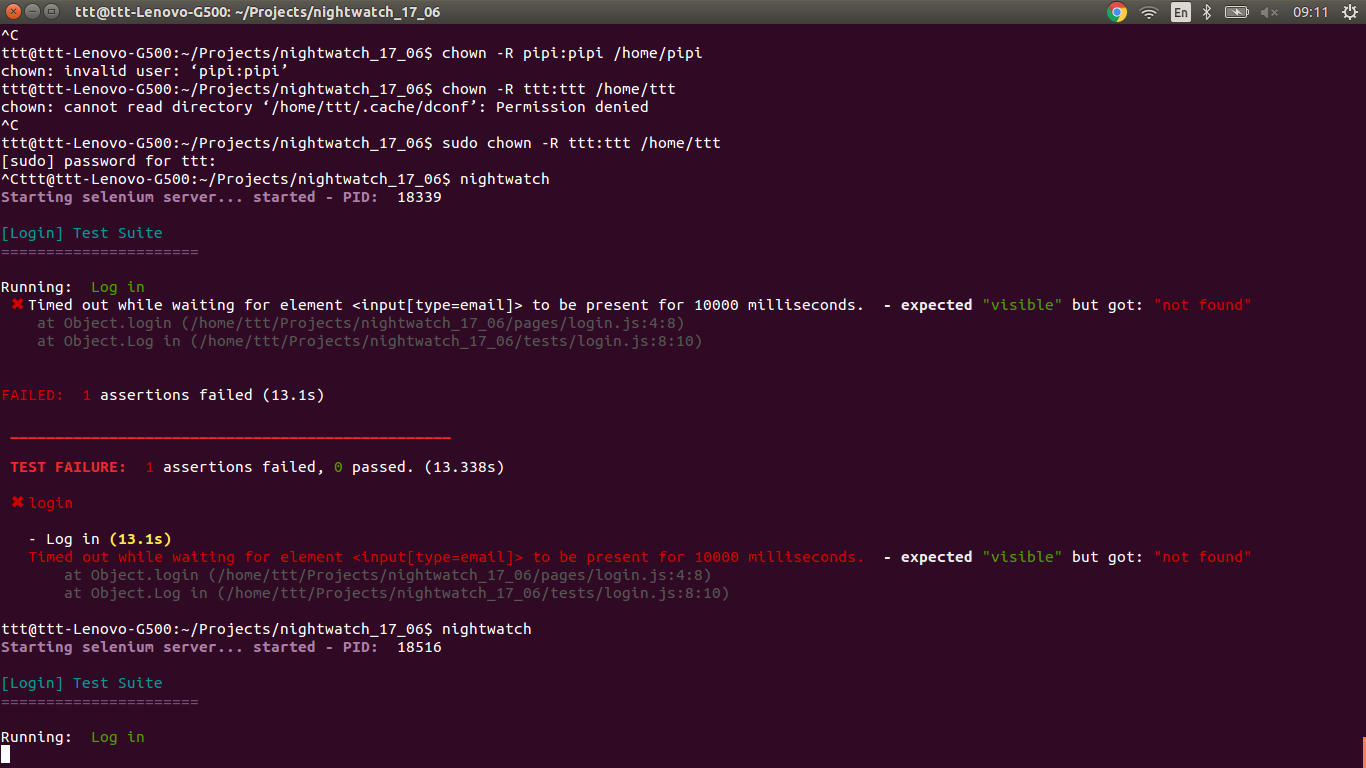 ttt@ttt-Lenovo-G500: ~/Projects/nightwatch_17_06
En
09:11
^C
ttt@ttt-Lenovo-G500:~/Projects/nightwatch_17_06$ chown -R pipi:pipi /home/pipi
chown: invalid user: ‘pipi:pipi’
ttt@ttt-Lenovo-G500:~/Projects/nightwatch_17_06$ chown -R ttt:ttt /home/ttt
chown: cannot read directory ‘/home/ttt/.cache/dconf’: Permission denied
^C
ttt@ttt-Lenovo-G500:~/Projects/nightwatch_17_06$ sudo chown -R ttt:ttt /home/ttt
[sudo] password for ttt:
^Cttt@ttt-Lenovo-G500:~/Projects/nightwatch_17_06$ nightwatch
Starting selenium server... started - PID:  18339
[Login] Test Suite
======================
Running:  Log in
✖ Timed out while waiting for element <input[type=email]> to be present for 10000 milliseconds.  - expected "visible" but got: "not found"
at Object.login (/home/ttt/Projects/nightwatch_17_06/pages/login.js:4:8)
at Object.Log in (/home/ttt/Projects/nightwatch_17_06/tests/login.js:8:10)
FAILED:  1 assertions failed (13.1s)
_________________________________________________
TEST FAILURE:  1 assertions failed, 0 passed. (13.338s)
✖ login
- Log in (13.1s)
Timed out while waiting for element <input[type=email]> to be present for 10000 milliseconds.  - expected "visible" but got: "not found"
at Object.login (/home/ttt/Projects/nightwatch_17_06/pages/login.js:4:8)
at Object.Log in (/home/ttt/Projects/nightwatch_17_06/tests/login.js:8:10)
ttt@ttt-Lenovo-G500:~/Projects/nightwatch_17_06$ nightwatch
Starting selenium server... started - PID:  18516
[Login] Test Suite
======================
Running:  Log in